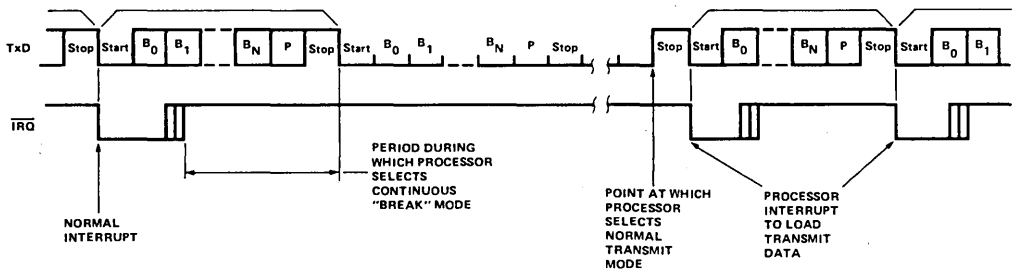 TxD Stop Start B0 B1 BN P Stop Start B0 B1 BN P Stop Stop Start B0 BN P Stop Start B0 B1
IRQ
NORMAL
INTERRUPT
PERIOD DURING
WHICH PROCESSOR
SELECTS
CONTINUOUS
"BREAK" MODE
POINT AT WHICH
PROCESSOR
SELECTS
NORMAL
TRANSMIT
MODE
PROCESSOR
INTERRUPT
TO LOAD
TRANSMIT
DATA